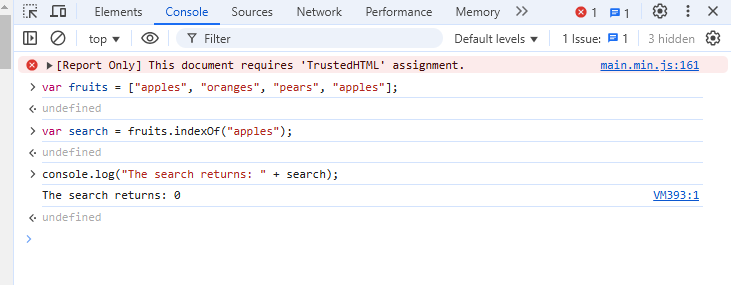 Elements Console Sources Network Performance Memory 1 1
top Filter Default levels 1 Issue: 1 3 hidden
[Report Only] This document requires 'TrustedHTML' assignment. main.min.js:161
var fruits = ["apples", "oranges", "pears", "apples"];
undefined
var search = fruits.indexOf("apples");
undefined
console.log("The search returns: " + search);
The search returns: 0 VM393:1
undefined